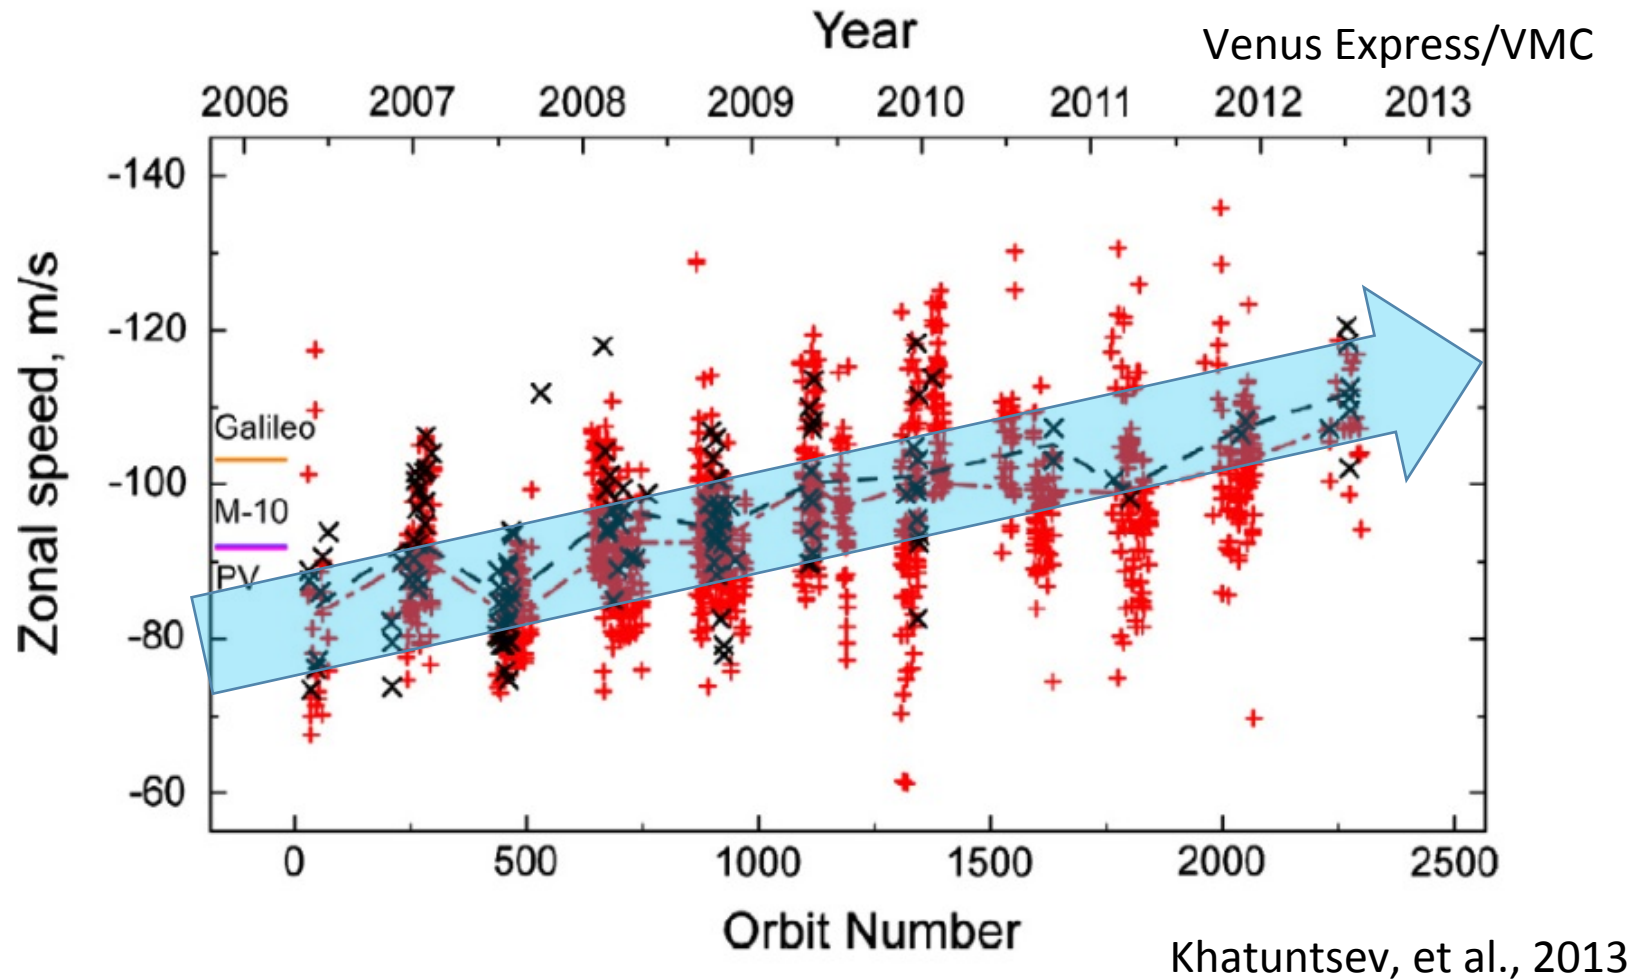 Year
Venus Express/VMC
2006 2007 2008 2009 2010 2011 2012 2013
Zonal speed, m/s
-140
-120
Galileo
-100
M-10
PV
-80
-60
0 500 1000 1500 2000 2500
Orbit Number
Khatuntsev, et al., 2013